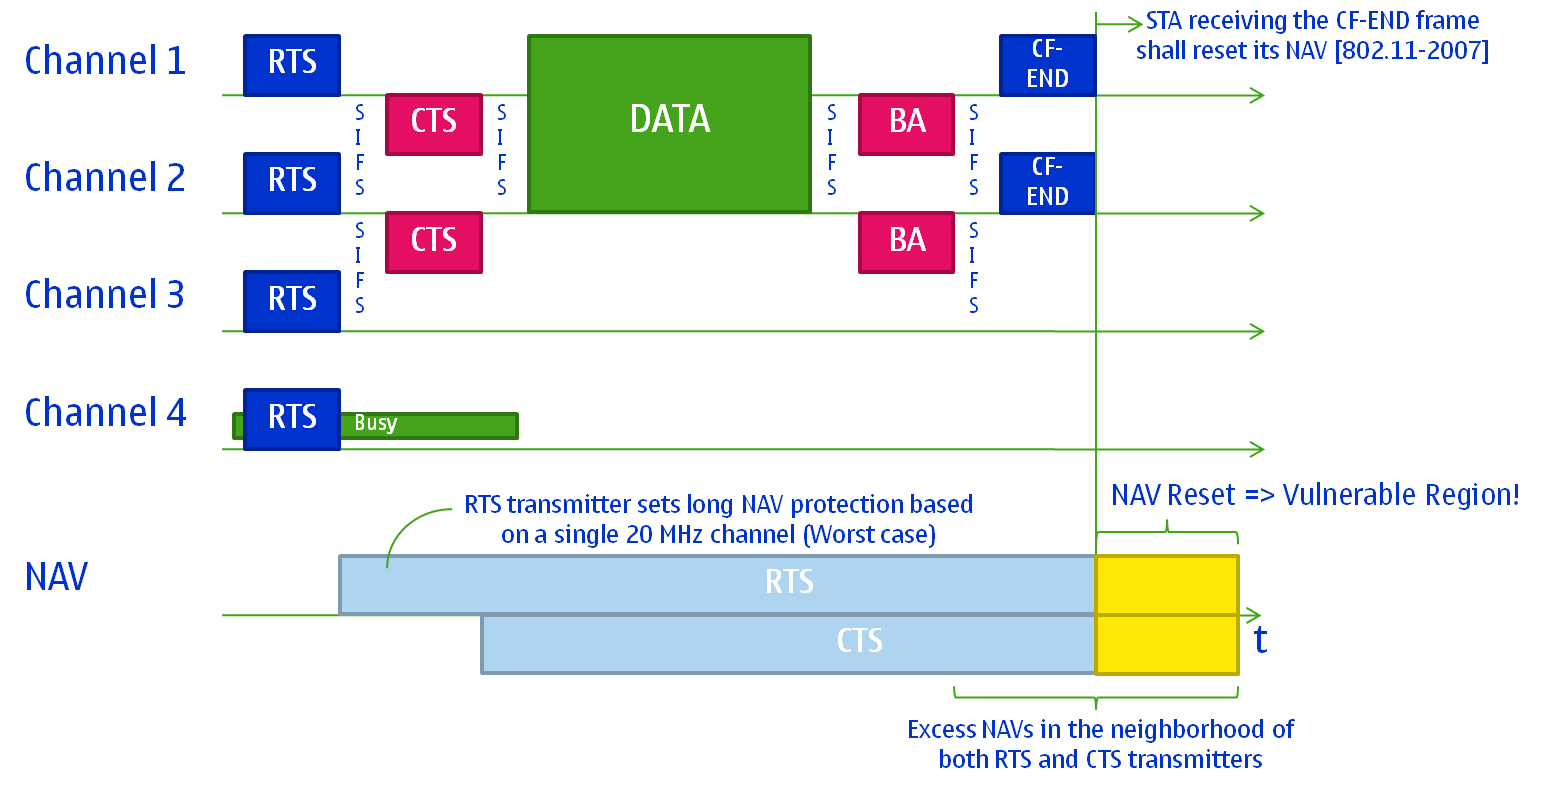 STA receiving the CF-END frame
shall reset its NAV [802.11-2007]
Channel 1
RTS
CTS
SIFS
SIFS
DATA
SIFS
BA
SIFS
CF-
END
Channel 2
RTS
CTS
SIFS
BA
SIFS
CF-
END
Channel 3
RTS
Channel 4
RTS
Busy
RTS transmitter sets long NAV protection based
on a single 20 MHz channel (Worst case)
NAV Reset => Vulnerable Region!
NAV
RTS
CTS
t
Excess NAVs in the neighborhood of
both RTS and CTS transmitters